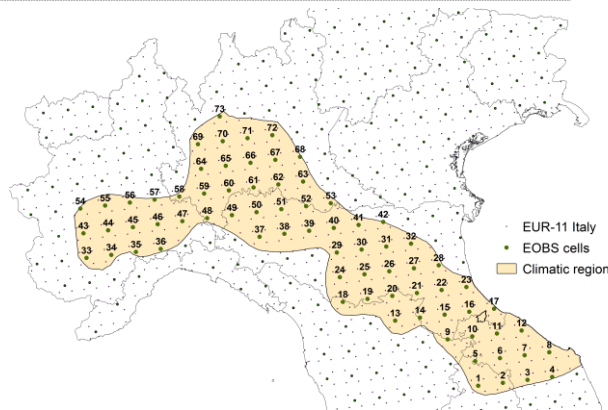 73
69 70 71 72
64 65 66 67 68
54 55 56 57 58 59 60 61 62 63
43 44 45 46 47 48 49 50 51 52 53
33 34 35 36 37 38 39 40 41 42
29 30 31 32
24 25 26 27 28
18 19 20 21 22 23
13 14 15 16 17
9 10 11 12
5 6 7 8
1 2 3 4
EUR-11 Italy
EOBS cells
Climatic region